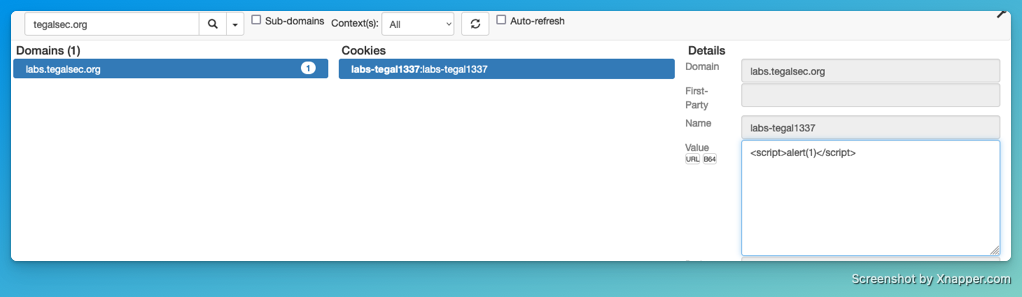 tegalsec.org
Sub-domains
Context(s):
All
Auto-refresh
Domains (1)
Cookies
Details
labs.tegalsec.org
1
labs-tegal1337:labs-tegal1337
Domain
labs.tegalsec.org
First-
Party
Name
labs-tegal1337
Value
URL B64
<script>alert(1)</script>
Screenshot by Xnapper.com